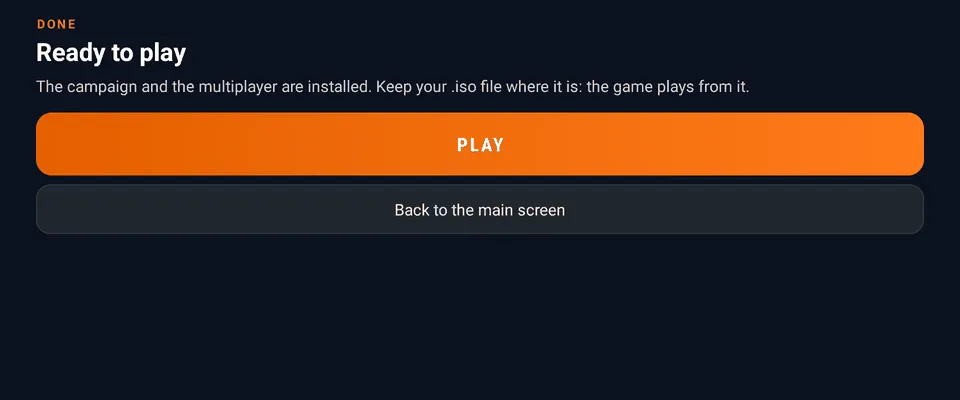 DONE
Ready to play
The campaign and the multiplayer are installed. Keep your .iso file where it is: the game plays from it.
PLAY
Back to the main screen